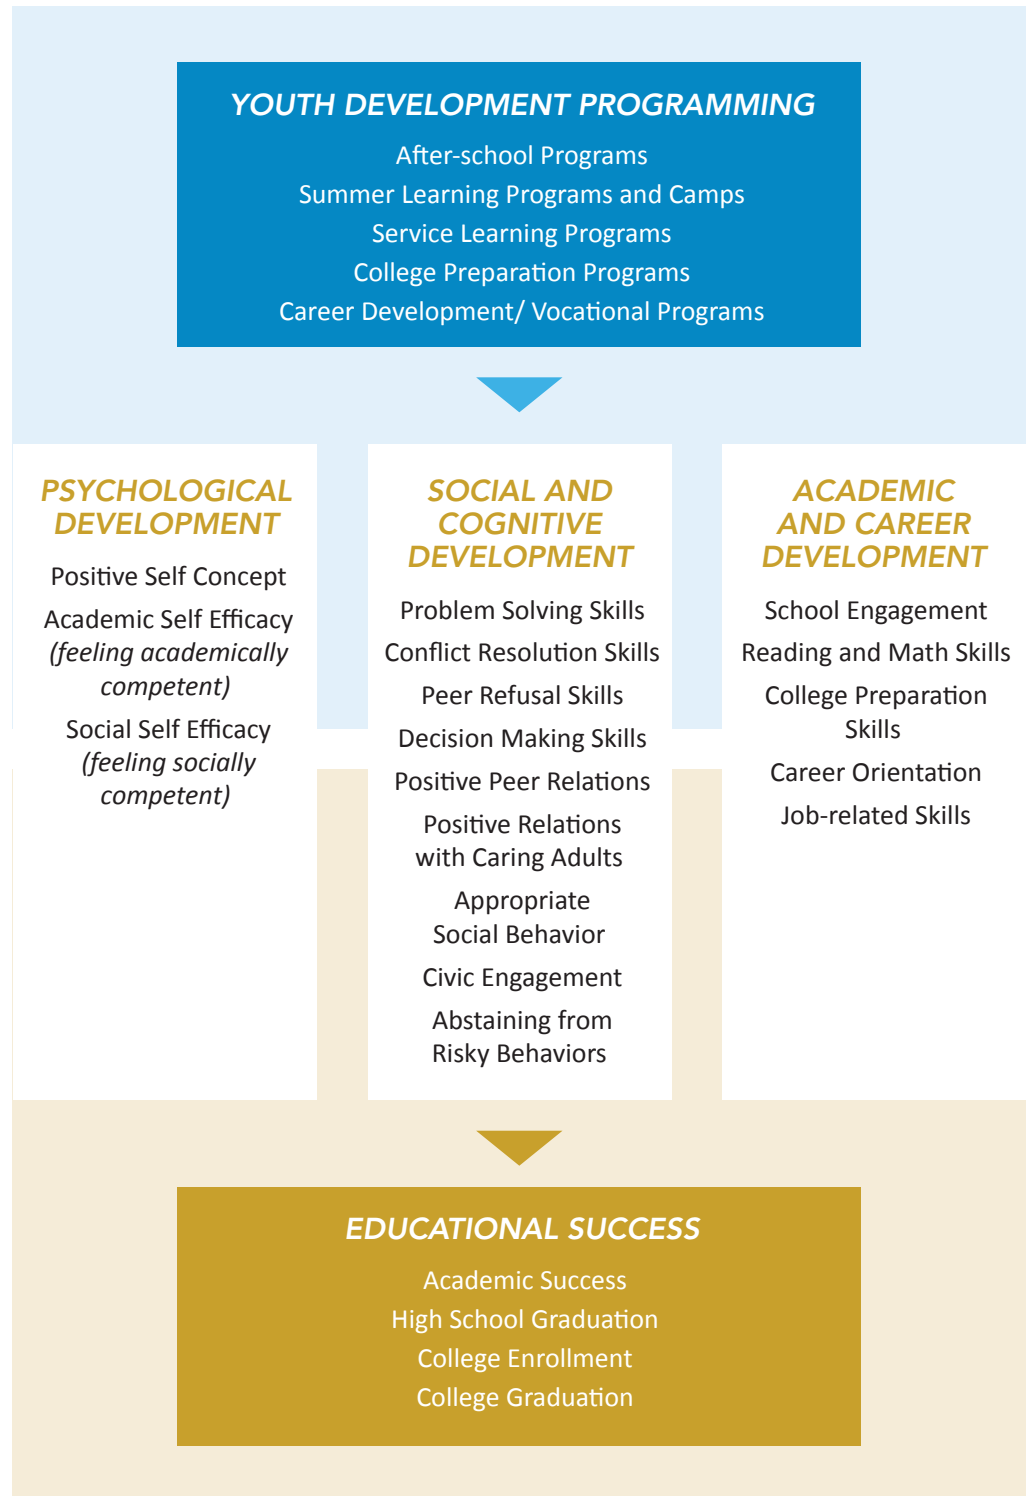 YOUTH DEVELOPMENT PROGRAMMING
After-school Programs
Summer Learning Programs and Camps
Service Learning Programs
College Preparation Programs
Career Development/ Vocational Programs
PSYCHOLOGICAL
DEVELOPMENT
Positive Self Concept
Academic Self Efficacy
(feeling academically
competent)
Social Self Efficacy
(feeling socially
competent)
SOCIAL AND
COGNITIVE
DEVELOPMENT
Problem Solving Skills
Conflict Resolution Skills
Peer Refusal Skills
Decision Making Skills
Positive Peer Relations
Positive Relations
with Caring Adults
Appropriate
Social Behavior
Civic Engagement
Abstaining from
Risky Behaviors
ACADEMIC
AND CAREER
DEVELOPMENT
School Engagement
Reading and Math Skills
College Preparation
Skills
Career Orientation
Job-related Skills
EDUCATIONAL SUCCESS
Academic Success
High School Graduation
College Enrollment
College Graduation